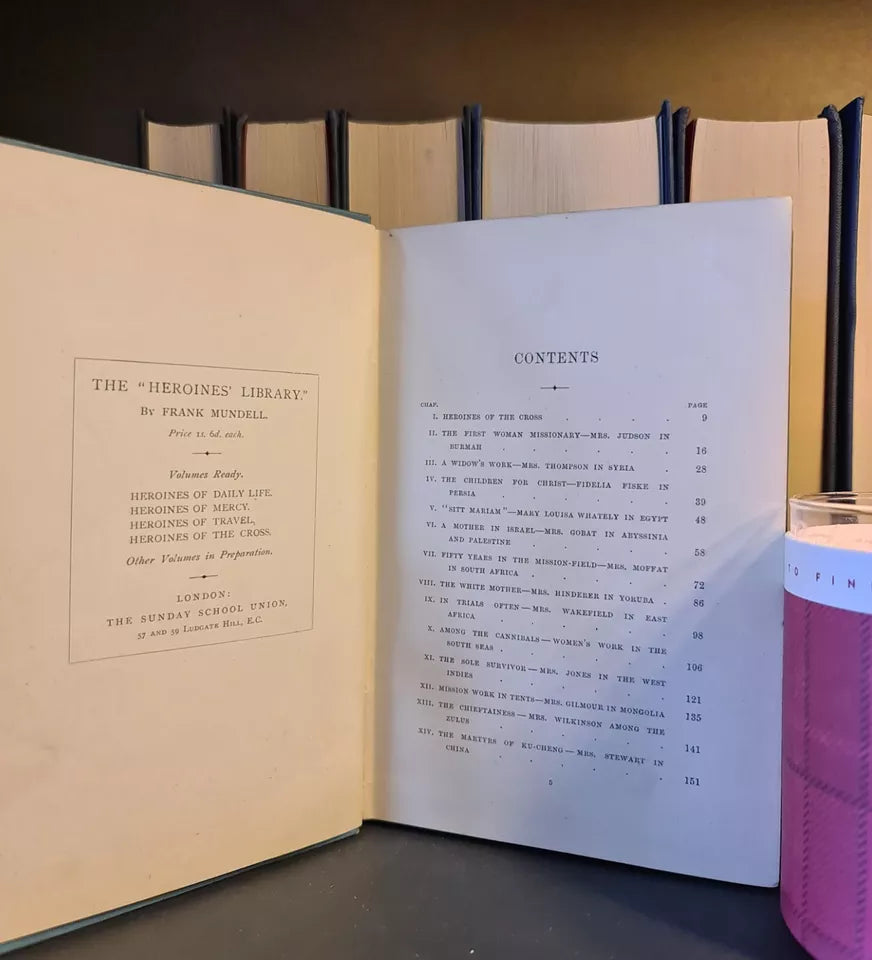 THE "HEROINES' LIBRARY."
By FRANK MUNDELL.
Price 1s. 6d. each.
Volumes Ready.
HEROINES OF DAILY LIFE.
HEROINES OF MERCY.
HEROINES OF TRAVEL,
HEROINES OF THE CROSS.
Other Volumes in Preparation.
LONDON:
THE SUNDAY SCHOOL UNION,
57 AND 59 LUDGATE HILL, E.C.
CONTENTS
CHAP. PAGE
I. HEROINES OF THE CROSS . . . . 9
II. THE FIRST WOMAN MISSIONARY—MRS. JUDSON IN
BURMAH . . . . . . 16
III. A WIDOW'S WORK—MRS. THOMPSON IN SYRIA . 28
IV. THE CHILDREN FOR CHRIST—FIDELIA FISKE IN
PERSIA . . . . . . 39
V. "SITT MARIAM"—MARY LOUISA WHATELY IN EGYPT 48
VI. A MOTHER IN ISRAEL—MRS. GOBAT IN ABYSSINIA
AND PALESTINE . . . . . 58
VII. FIFTY YEARS IN THE MISSION-FIELD—MRS. MOFFAT
IN SOUTH AFRICA . . . . . 72
VIII. THE WHITE MOTHER—MRS. HINDERER IN YORUBA . 86
IX. IN TRIALS OFTEN—MRS. WAKEFIELD IN EAST
AFRICA . . . . . . 98
X. AMONG THE CANNIBALS—WOMEN'S WORK IN THE
SOUTH SEAS . . . . . . 106
XI. THE SOLE SURVIVOR—MRS. JONES IN THE WEST
INDIES . . . . . . 121
XII. MISSION WORK IN TENTS—MRS. GILMOUR IN MONGOLIA 135
XIII. THE CHIEFTAINESS—MRS. WILKINSON AMONG THE
ZULUS . . . . . . 141
XIV. THE MARTYRS OF KU-CHENG—MRS. STEWART IN
CHINA . . . . . . 151
5
TO FIN